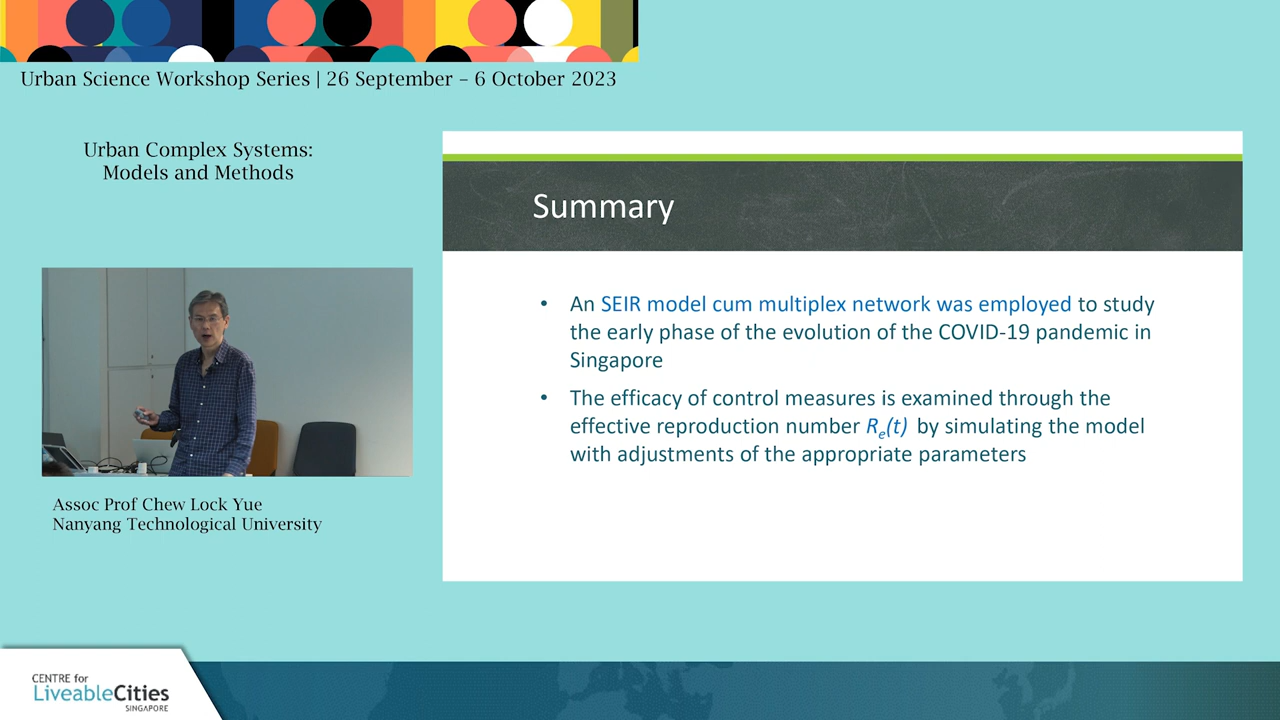 Urban Science Workshop Series | 26 September – 6 October 2023
Urban Complex Systems:
Models and Methods
Summary
• An SEIR model cum multiplex network was employed to study
the early phase of the evolution of the COVID-19 pandemic in
Singapore
• The efficacy of control measures is examined through the
effective reproduction number Re(t) by simulating the model
with adjustments of the appropriate parameters
Assoc Prof Chew Lock Yue
Nanyang Technological University
CENTRE for
LiveableCities
SINGAPORE